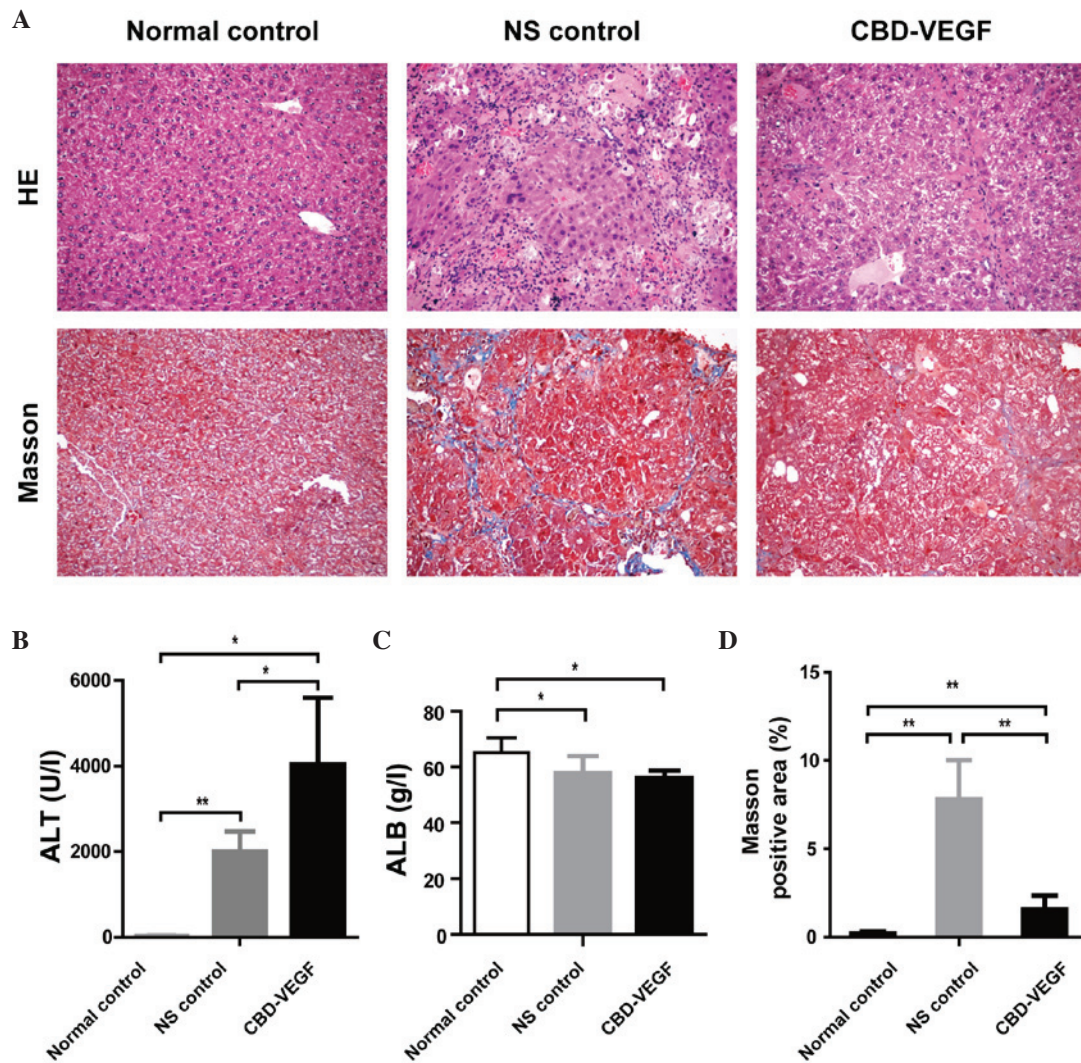 A
Normal control
NS control
CBD-VEGF
HE
Masson
B
*
*
**
ALT (U/l)
6000
4000
2000
0
Normal control
NS control
CBD-VEGF
C
*
*
ALB (g/l)
80
60
40
20
0
Normal control
NS control
CBD-VEGF
D
**
**
**
Masson
positive area (%)
15
10
5
0
Normal control
NS control
CBD-VEGF